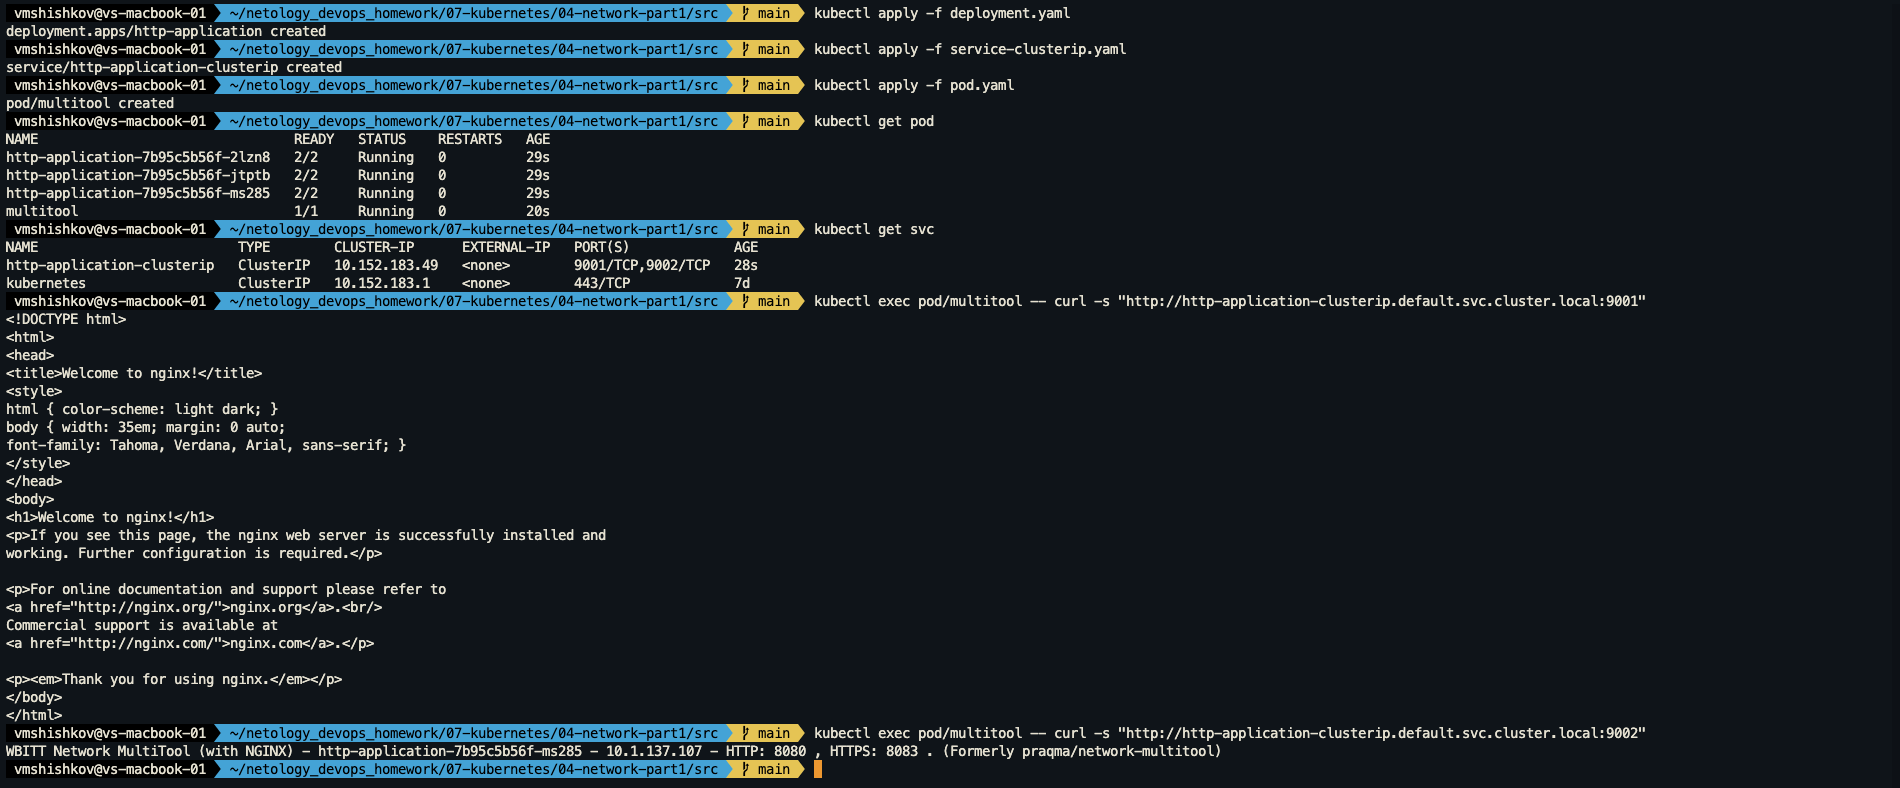 vmshishkov@vs-macbook-01 ~/netology_devops_homework/07-kubernetes/04-network-part1/src main kubectl apply -f deployment.yaml
deployment.apps/http-application created
vmshishkov@vs-macbook-01 ~/netology_devops_homework/07-kubernetes/04-network-part1/src main kubectl apply -f service-clusterip.yaml
service/http-application-clusterip created
vmshishkov@vs-macbook-01 ~/netology_devops_homework/07-kubernetes/04-network-part1/src main kubectl apply -f pod.yaml
pod/multitool created
vmshishkov@vs-macbook-01 ~/netology_devops_homework/07-kubernetes/04-network-part1/src main kubectl get pod
NAME READY STATUS RESTARTS AGE
http-application-7b95c5b56f-2lzn8 2/2 Running 0 29s
http-application-7b95c5b56f-jtptb 2/2 Running 0 29s
http-application-7b95c5b56f-ms285 2/2 Running 0 29s
multitool 1/1 Running 0 20s
vmshishkov@vs-macbook-01 ~/netology_devops_homework/07-kubernetes/04-network-part1/src main kubectl get svc
NAME TYPE CLUSTER-IP EXTERNAL-IP PORT(S) AGE
http-application-clusterip ClusterIP 10.152.183.49 <none> 9001/TCP,9002/TCP 28s
kubernetes ClusterIP 10.152.183.1 <none> 443/TCP 7d
vmshishkov@vs-macbook-01 ~/netology_devops_homework/07-kubernetes/04-network-part1/src main kubectl exec pod/multitool -- curl -s "http://http-application-clusterip.default.svc.cluster.local:9001"
<!DOCTYPE html>
<html>
<head>
<title>Welcome to nginx!</title>
<style>
html { color-scheme: light dark; }
body { width: 35em; margin: 0 auto;
font-family: Tahoma, Verdana, Arial, sans-serif; }
</style>
</head>
<body>
<h1>Welcome to nginx!</h1>
<p>If you see this page, the nginx web server is successfully installed and
working. Further configuration is required.</p>

<p>For online documentation and support please refer to
<a href="http://nginx.org/">nginx.org</a>.<br/>
Commercial support is available at
<a href="http://nginx.com/">nginx.com</a>.</p>

<p><em>Thank you for using nginx.</em></p>
</body>
</html>
vmshishkov@vs-macbook-01 ~/netology_devops_homework/07-kubernetes/04-network-part1/src main kubectl exec pod/multitool -- curl -s "http://http-application-clusterip.default.svc.cluster.local:9002"
WBITT Network MultiTool (with NGINX) - http-application-7b95c5b56f-ms285 - 10.1.137.107 - HTTP: 8080 , HTTPS: 8083 . (Formerly praqma/network-multitool)
vmshishkov@vs-macbook-01 ~/netology_devops_homework/07-kubernetes/04-network-part1/src main